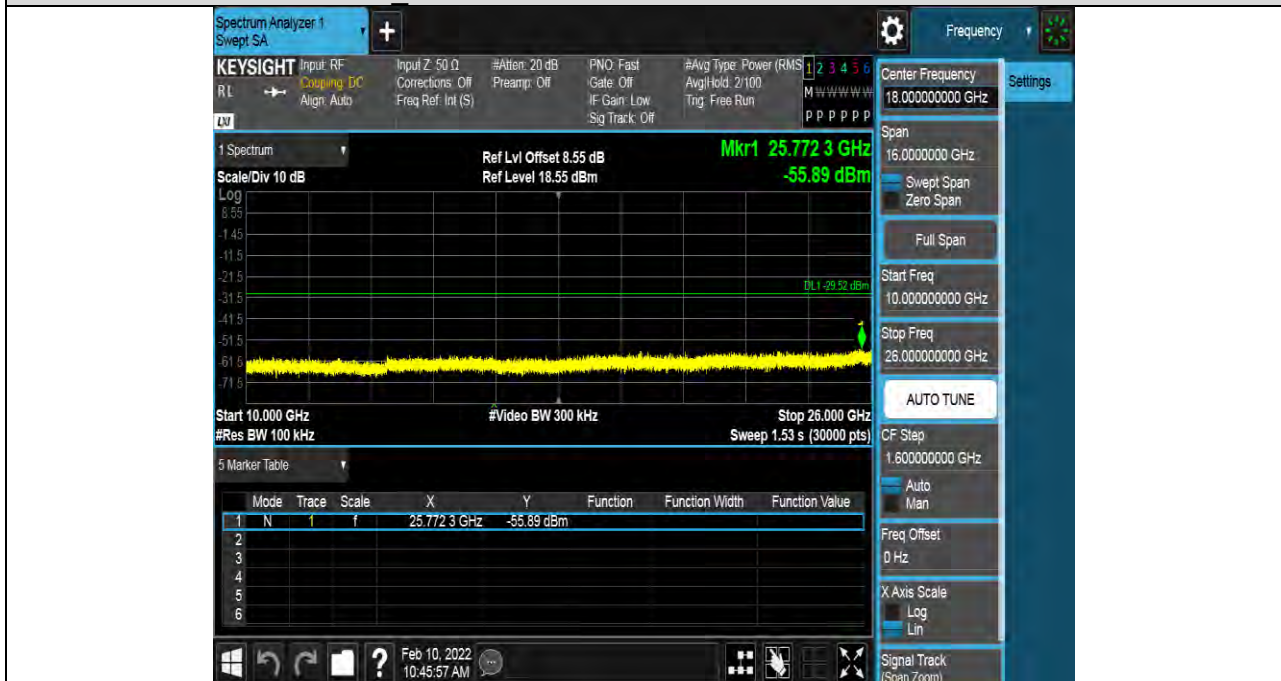 Spectrum Analyzer 1
Swept SA
+
Frequency
KEYSIGHT
RL
LXI
Input: RF
Coupling: DC
Align: Auto
Input Z: 50 Ω
Corrections: Off
Freq Ref: Int (S)
#Atten: 20 dB
Preamp: Off
PNO: Fast
Gate: Off
IF Gain: Low
Sig Track: Off
#Avg Type: Power (RMS
Avg|Hold: 2/100
Trig: Free Run
1 2 3 4 5 6
M W W W W W
P P P P P P
Center Frequency
18.000000000 GHz
Settings
Span
16.0000000 GHz
Swept Span
Zero Span
Full Span
Start Freq
10.000000000 GHz
Stop Freq
26.000000000 GHz
AUTO TUNE
CF Step
1.600000000 GHz
Auto
Man
Freq Offset
0 Hz
X Axis Scale
Log
Lin
Signal Track
(Span Zoom)
1 Spectrum
Scale/Div 10 dB
Ref Lvl Offset 8.55 dB
Ref Level 18.55 dBm
Mkr1 25.772 3 GHz
-55.89 dBm
Log
8.55
-1.45
-11.5
-21.5
-31.5
-41.5
-51.5
-61.5
-71.5
DL1 -29.52 dBm
1
Start 10.000 GHz
#Res BW 100 kHz
#Video BW 300 kHz
Stop 26.000 GHz
Sweep 1.53 s (30000 pts)
5 Marker Table
Mode Trace Scale X Y Function Function Width Function Value
1 N 1 f 25.772 3 GHz -55.89 dBm
2
3
4
5
6
?
Feb 10, 2022
10:45:57 AM